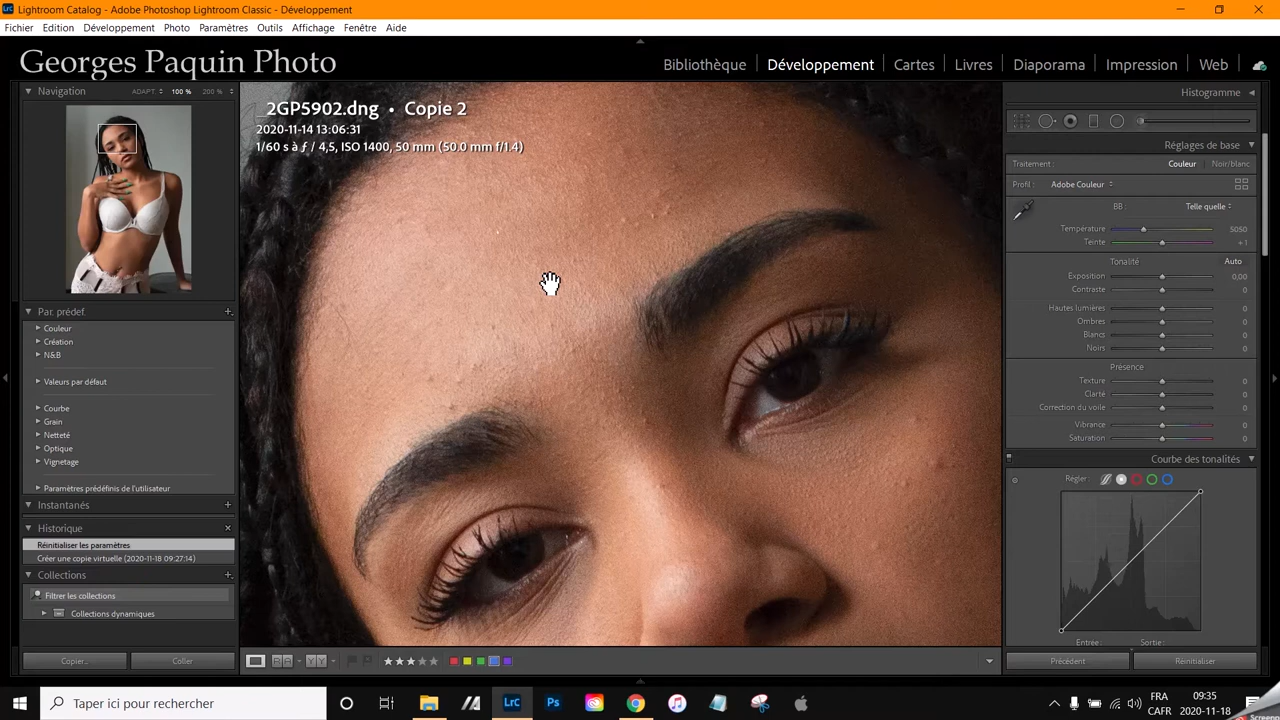 Lightroom Catalog - Adobe Photoshop Lightroom Classic - Développement
Fichier Edition Développement Photo Paramètres Outils Affichage Fenêtre Aide
Georges Paquin Photo
Bibliothèque Développement Cartes Livres Diaporama Impression Web
Navigation ADAPT. 100 % 200 %
Par. prédef.
Couleur
Création
N&B
Valeurs par défaut
Courbe
Grain
Netteté
Optique
Vignetage
Paramètres prédéfinis de l'utilisateur
Instantanés
Historique
Réinitialiser les paramètres
Créer une copie virtuelle (2020-11-18 09:27:14)
Collections
Filtrer les collections
Collections dynamiques
Copier... Coller
_2GP5902.dng • Copie 2
2020-11-14 13:06:31
1/60 s à ƒ / 4,5, ISO 1400, 50 mm (50.0 mm f/1.4)
Histogramme
Réglages de base
Traitement : Couleur Noir/blanc
Profil : Adobe Couleur
BB : Telle quelle
Température 5050
Teinte +1
Tonalité Auto
Exposition 0,00
Contraste 0
Hautes lumières 0
Ombres 0
Blancs 0
Noirs 0
Présence
Texture 0
Clarté 0
Correction du voile 0
Vibrance 0
Saturation 0
Courbe des tonalités
Régler :
Entrée : Sortie :
Précédent Réinitialiser
Taper ici pour rechercher
LrC
Ps
FRA
CAFR
09:35
2020-11-18